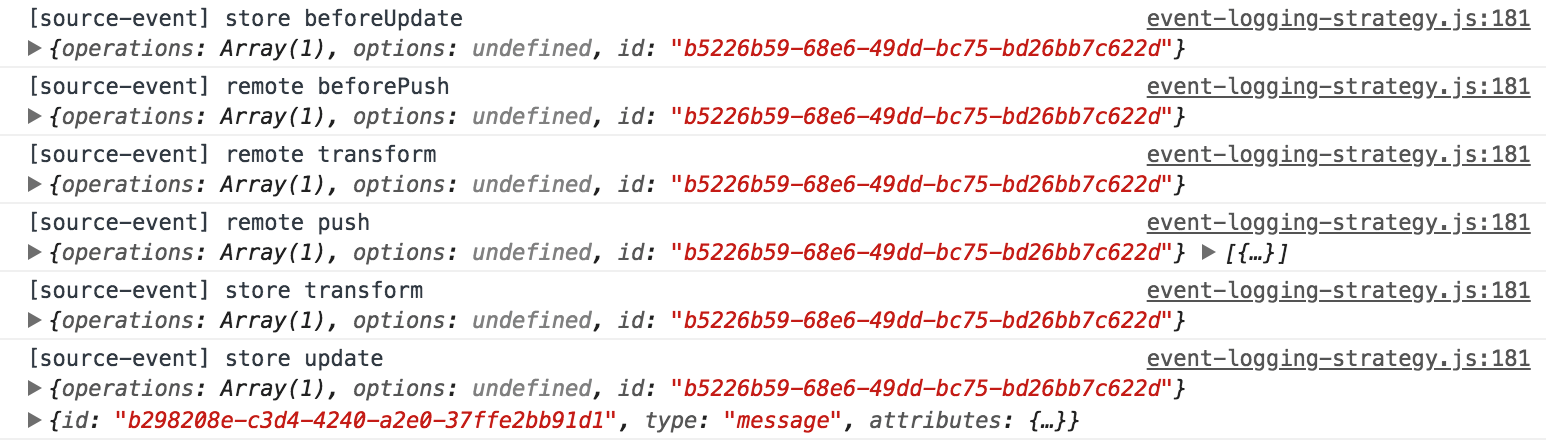 [source-event] store beforeUpdate event-logging-strategy.js:181
▶{operations: Array(1), options: undefined, id: "b5226b59-68e6-49dd-bc75-bd26bb7c622d"}
[source-event] remote beforePush event-logging-strategy.js:181
▶{operations: Array(1), options: undefined, id: "b5226b59-68e6-49dd-bc75-bd26bb7c622d"}
[source-event] remote transform event-logging-strategy.js:181
▶{operations: Array(1), options: undefined, id: "b5226b59-68e6-49dd-bc75-bd26bb7c622d"}
[source-event] remote push event-logging-strategy.js:181
▶{operations: Array(1), options: undefined, id: "b5226b59-68e6-49dd-bc75-bd26bb7c622d"} ▶[{…}]
[source-event] store transform event-logging-strategy.js:181
▶{operations: Array(1), options: undefined, id: "b5226b59-68e6-49dd-bc75-bd26bb7c622d"}
[source-event] store update event-logging-strategy.js:181
▶{operations: Array(1), options: undefined, id: "b5226b59-68e6-49dd-bc75-bd26bb7c622d"}
▶{id: "b298208e-c3d4-4240-a2e0-37ffe2bb91d1", type: "message", attributes: {…}}